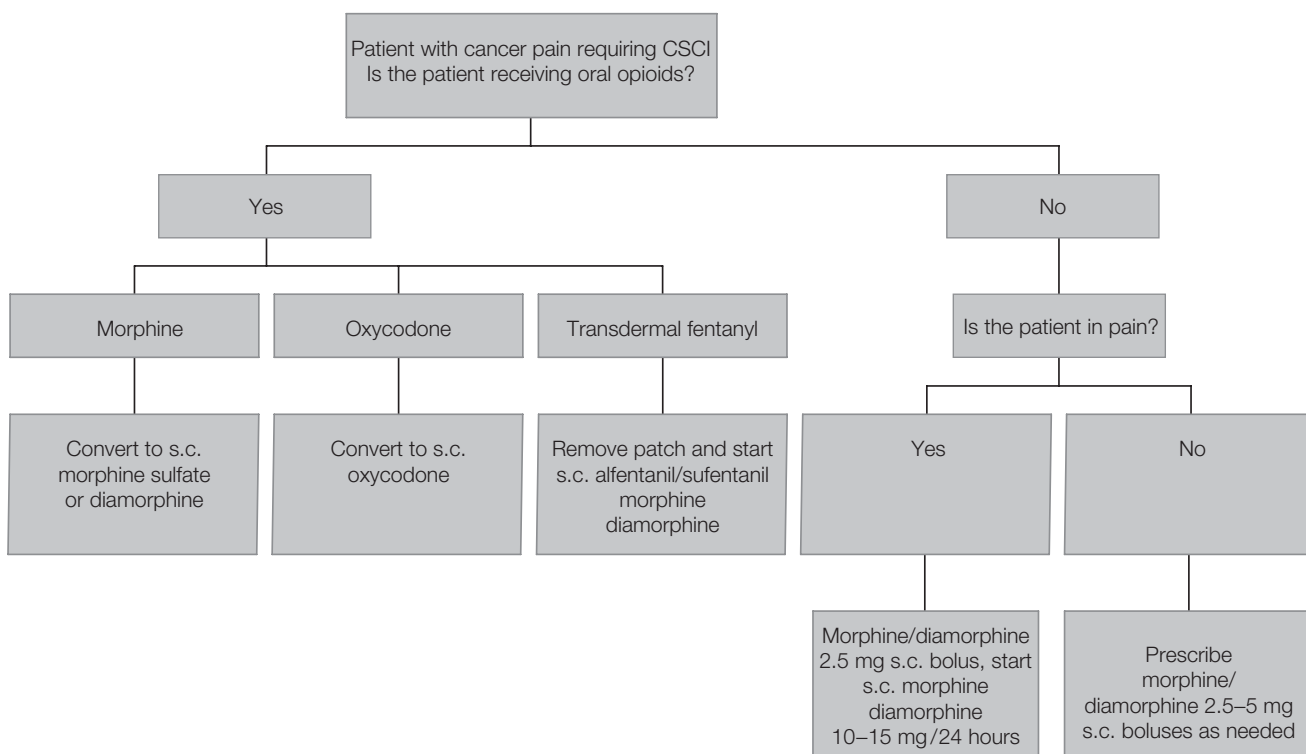 Patient with cancer pain requiring CSCI
Is the patient receiving oral opioids?
Yes
No
Morphine
Oxycodone
Transdermal fentanyl
Is the patient in pain?
Convert to s.c.
morphine sulfate
or diamorphine
Convert to s.c.
oxycodone
Remove patch and start
s.c. alfentanil/sufentanil
morphine
diamorphine
Yes
No
Morphine/diamorphine
2.5 mg s.c. bolus, start
s.c. morphine
diamorphine
10–15 mg/24 hours
Prescribe
morphine/
diamorphine 2.5–5 mg
s.c. boluses as needed